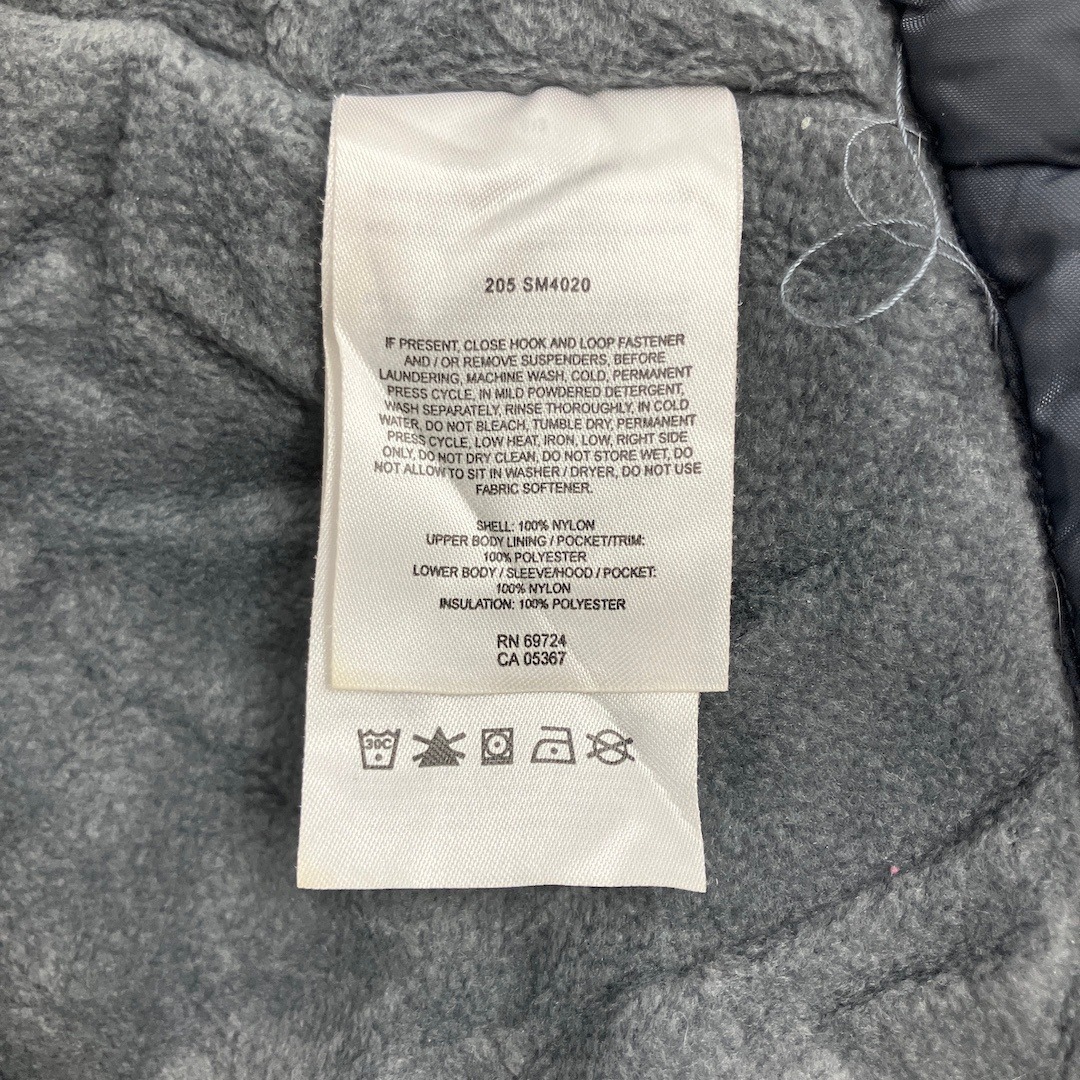 205 SM4020
IF PRESENT, CLOSE HOOK AND LOOP FASTENER
AND / OR REMOVE SUSPENDERS, BEFORE
LAUNDERING, MACHINE WASH, COLD, PERMANENT
PRESS CYCLE, IN MILD POWDERED DETERGENT,
WASH SEPARATELY, RINSE THOROUGHLY, IN COLD
WATER, DO NOT BLEACH, TUMBLE DRY, PERMANENT
PRESS CYCLE, LOW HEAT, IRON, LOW, RIGHT SIDE
ONLY, DO NOT DRY CLEAN, DO NOT STORE WET, DO
NOT ALLOW TO SIT IN WASHER / DRYER, DO NOT USE
FABRIC SOFTENER.
SHELL: 100% NYLON
UPPER BODY LINING / POCKET/TRIM:
100% POLYESTER
LOWER BODY / SLEEVE/HOOD / POCKET:
100% NYLON
INSULATION: 100% POLYESTER
RN 69724
CA 05367
30C